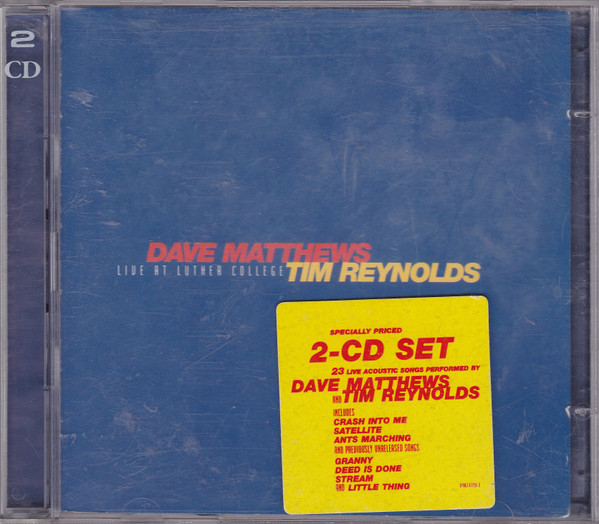 2
CD
DAVE MATTHEWS
LIVE AT LUTHER COLLEGE TIM REYNOLDS
SPECIALLY PRICED
2-CD SET
23 LIVE ACOUSTIC SONGS PERFORMED BY
DAVE MATTHEWS
AND TIM REYNOLDS
INCLUDES
CRASH INTO ME
SATELLITE
ANTS MARCHING
AND PREVIOUSLY UNRELEASED SONGS
GRANNY
DEED IS DONE
STREAM
AND LITTLE THING